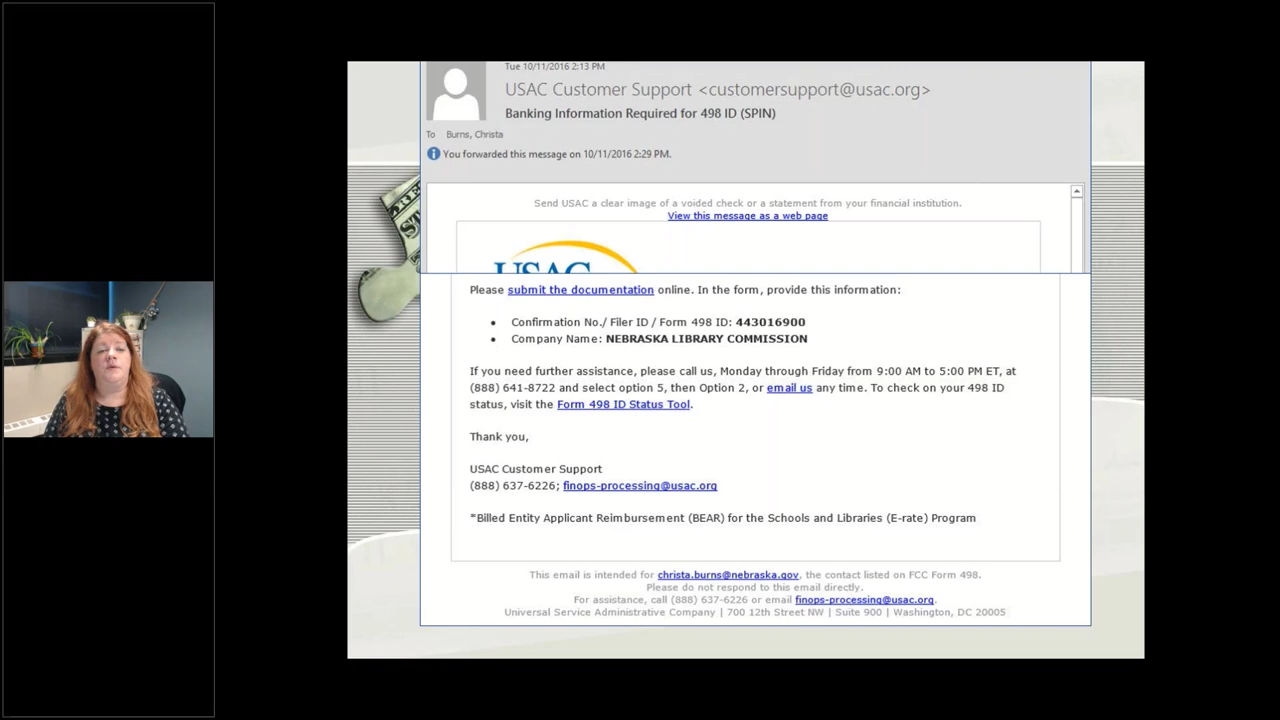 Tue 10/11/2016 2:13 PM
USAC Customer Support <customersupport@usac.org>
Banking Information Required for 498 ID (SPIN)
To Burns, Christa
You forwarded this message on 10/11/2016 2:29 PM.
Send USAC a clear image of a voided check or a statement from your financial institution.
View this message as a web page
USAC
Please submit the documentation online. In the form, provide this information:
• Confirmation No./ Filer ID / Form 498 ID: 443016900
• Company Name: NEBRASKA LIBRARY COMMISSION
If you need further assistance, please call us, Monday through Friday from 9:00 AM to 5:00 PM ET, at
(888) 641-8722 and select option 5, then Option 2, or email us any time. To check on your 498 ID
status, visit the Form 498 ID Status Tool.
Thank you,
USAC Customer Support
(888) 637-6226; finops-processing@usac.org
*Billed Entity Applicant Reimbursement (BEAR) for the Schools and Libraries (E-rate) Program
This email is intended for christa.burns@nebraska.gov, the contact listed on FCC Form 498.
Please do not respond to this email directly.
For assistance, call (888) 637-6226 or email finops-processing@usac.org.
Universal Service Administrative Company | 700 12th Street NW | Suite 900 | Washington, DC 20005